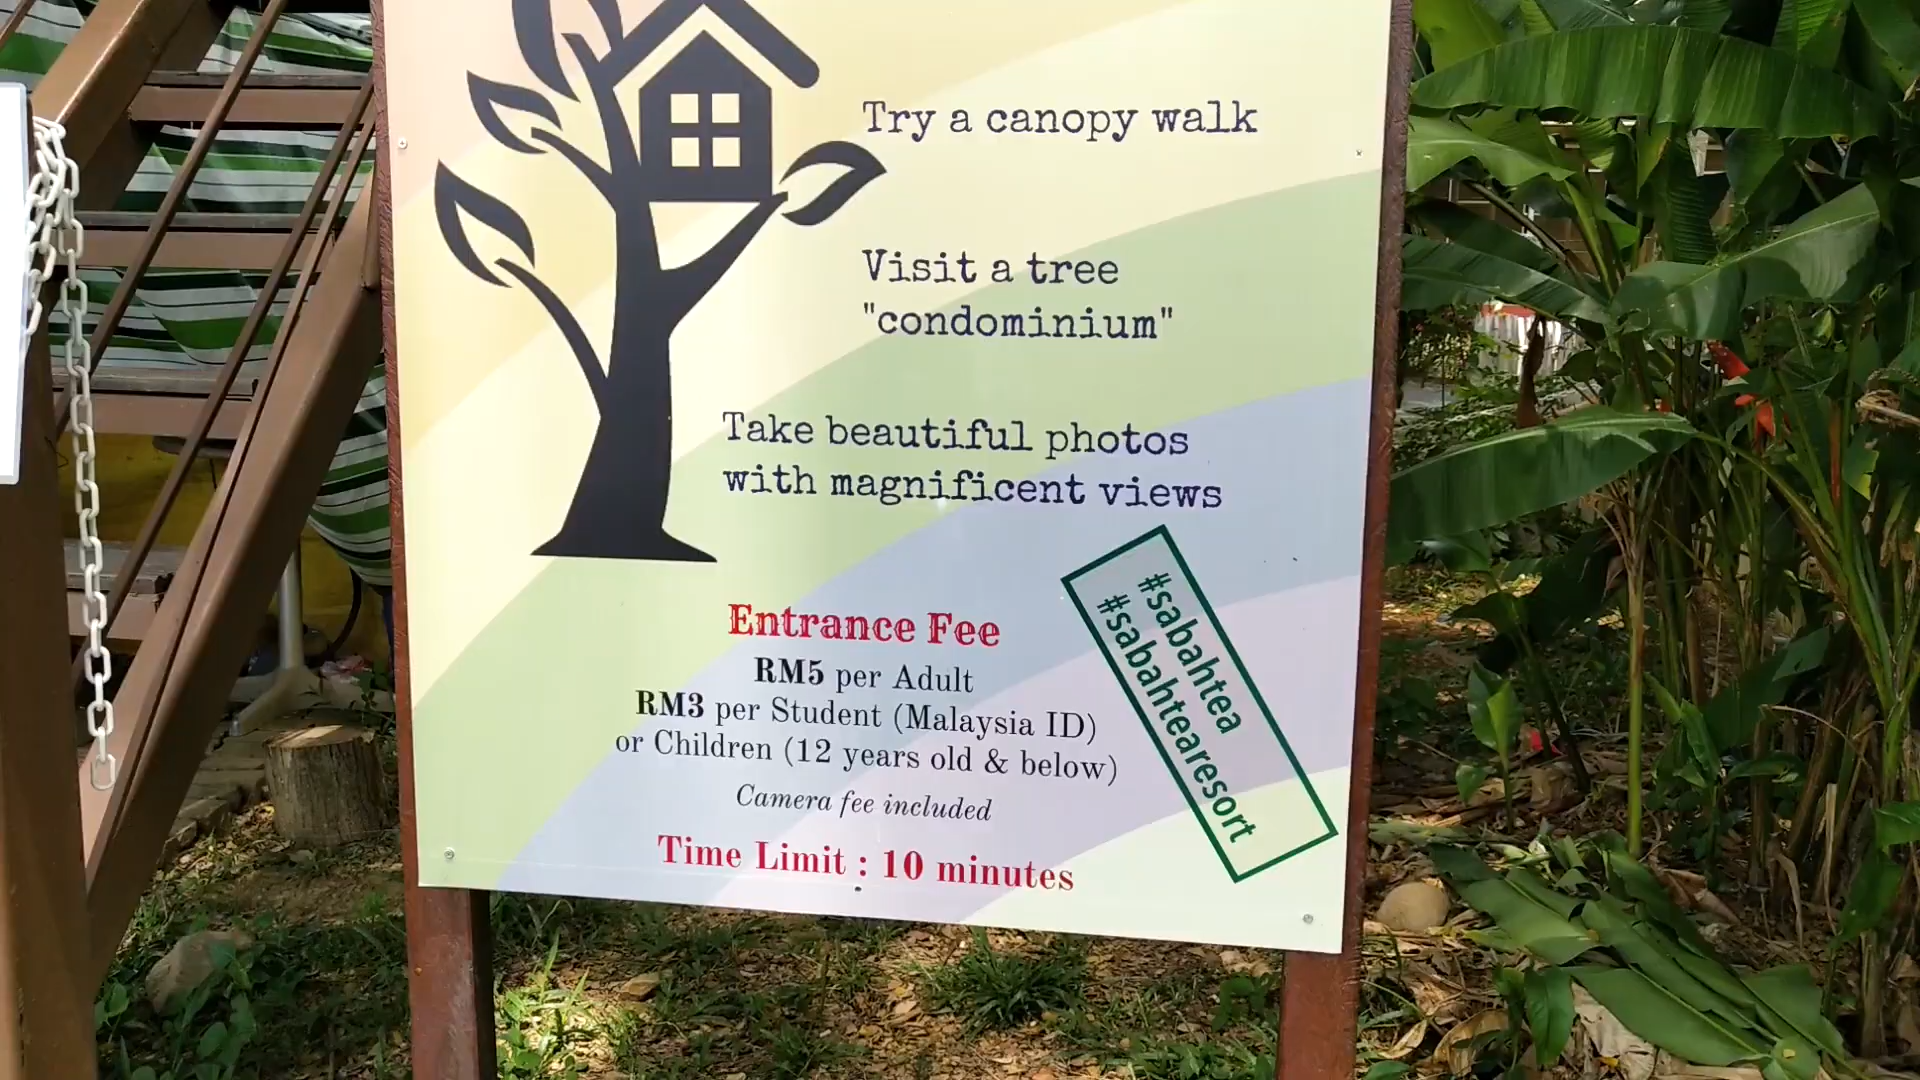 Try a canopy walk
Visit a tree
"condominium"
Take beautiful photos
with magnificent views
#sabahtea
#sabahtearesort
Entrance Fee
RM5 per Adult
RM3 per Student (Malaysia ID)
or Children (12 years old & below)
Camera fee included
Time Limit : 10 minutes